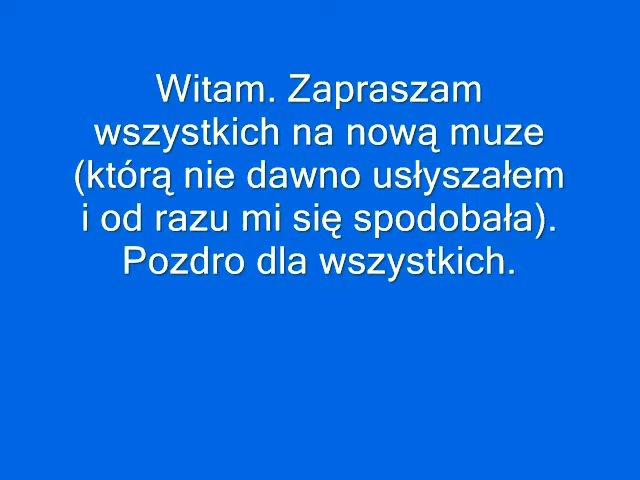 Witam. Zapraszam
wszystkich na nową muze
(którą nie dawno usłyszałem
i od razu mi się spodobała).
Pozdro dla wszystkich.